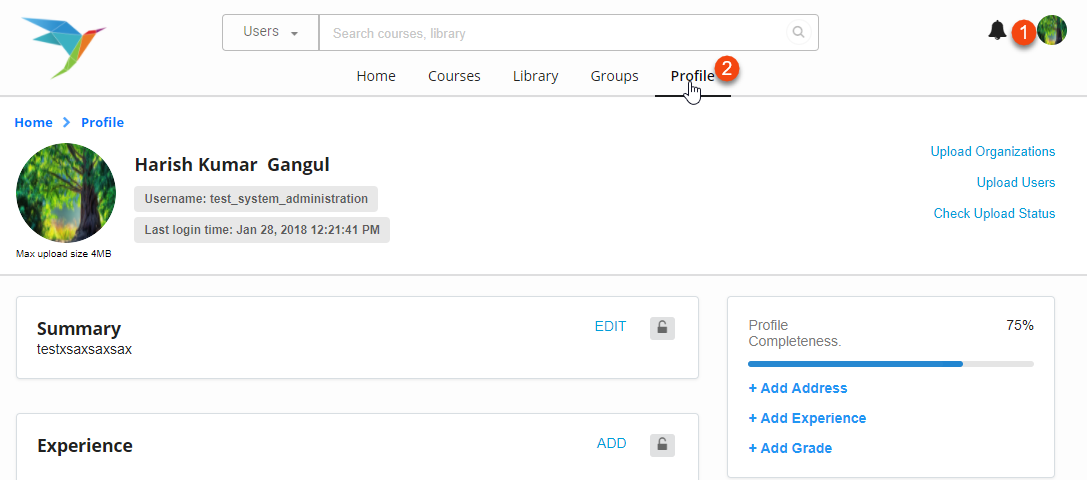 Users
Search courses, library
1
Home Courses Library Groups Profile 2
Home Profile
Harish Kumar Gangul
Username: test_system_administration
Last login time: Jan 28, 2018 12:21:41 PM
Max upload size 4MB
Upload Organizations
Upload Users
Check Upload Status
Summary EDIT
testxsaxsaxsax
Experience ADD
Profile 75%
Completeness.
+ Add Address
+ Add Experience
+ Add Grade